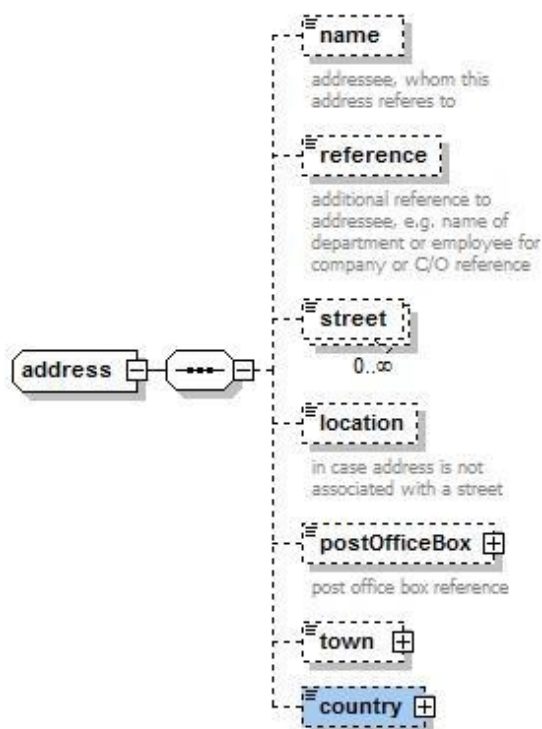 name
addressee, whom this
address referes to
reference
additional reference to
addressee, e.g. name of
department or employee for
company or C/O reference
street
0..∞
address
location
in case address is not
associated with a street
postOfficeBox
post office box reference
town
country